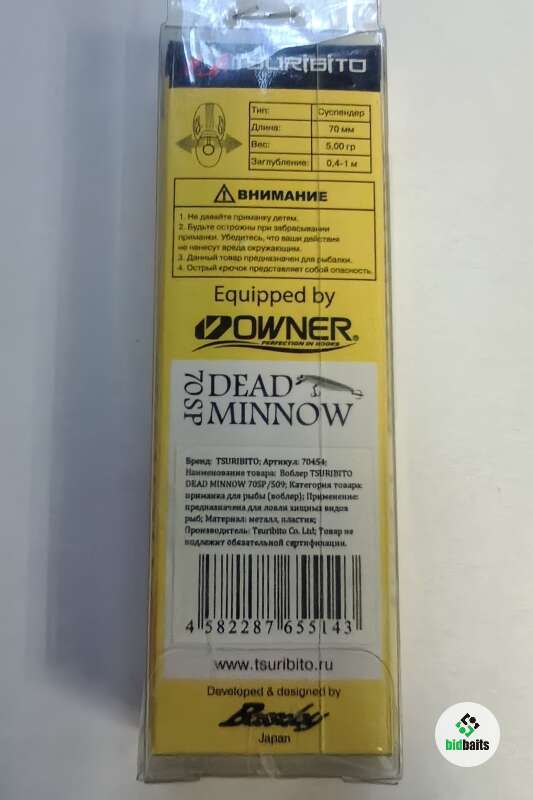 TSURIBITO
Тип: Суспендер
Длина: 70 мм
Вес: 5,00 гр
Заглубление: 0,4-1 м
ВНИМАНИЕ
1. Не давайте приманку детям.
2. Будьте осторожны при забрасывании
приманки. Убедитесь, что ваши действия
не нанесут вреда окружающим.
3. Данный товар предназначен для рыбалки.
4. Острый крючок представляет собой опасность.
Equipped by
OWNER
PERFECTION IN HOOKS
70SP
DEAD
MINNOW
Бренд: TSURIBITO; Артикул: 70454;
Наименование товара: Воблер TSURIBITO
DEAD MINNOW 70SP/509; Категория товара:
приманка для рыбы (воблер); Применение:
предназначена для ловли хищных видов
рыб; Материал: металл, пластик;
Производитель: Tsuribito Co. Ltd; Товар не
подлежит обязательной сертификации.
4 582287 655143
www.tsuribito.ru
Developed & designed by
Japan
bidbaits